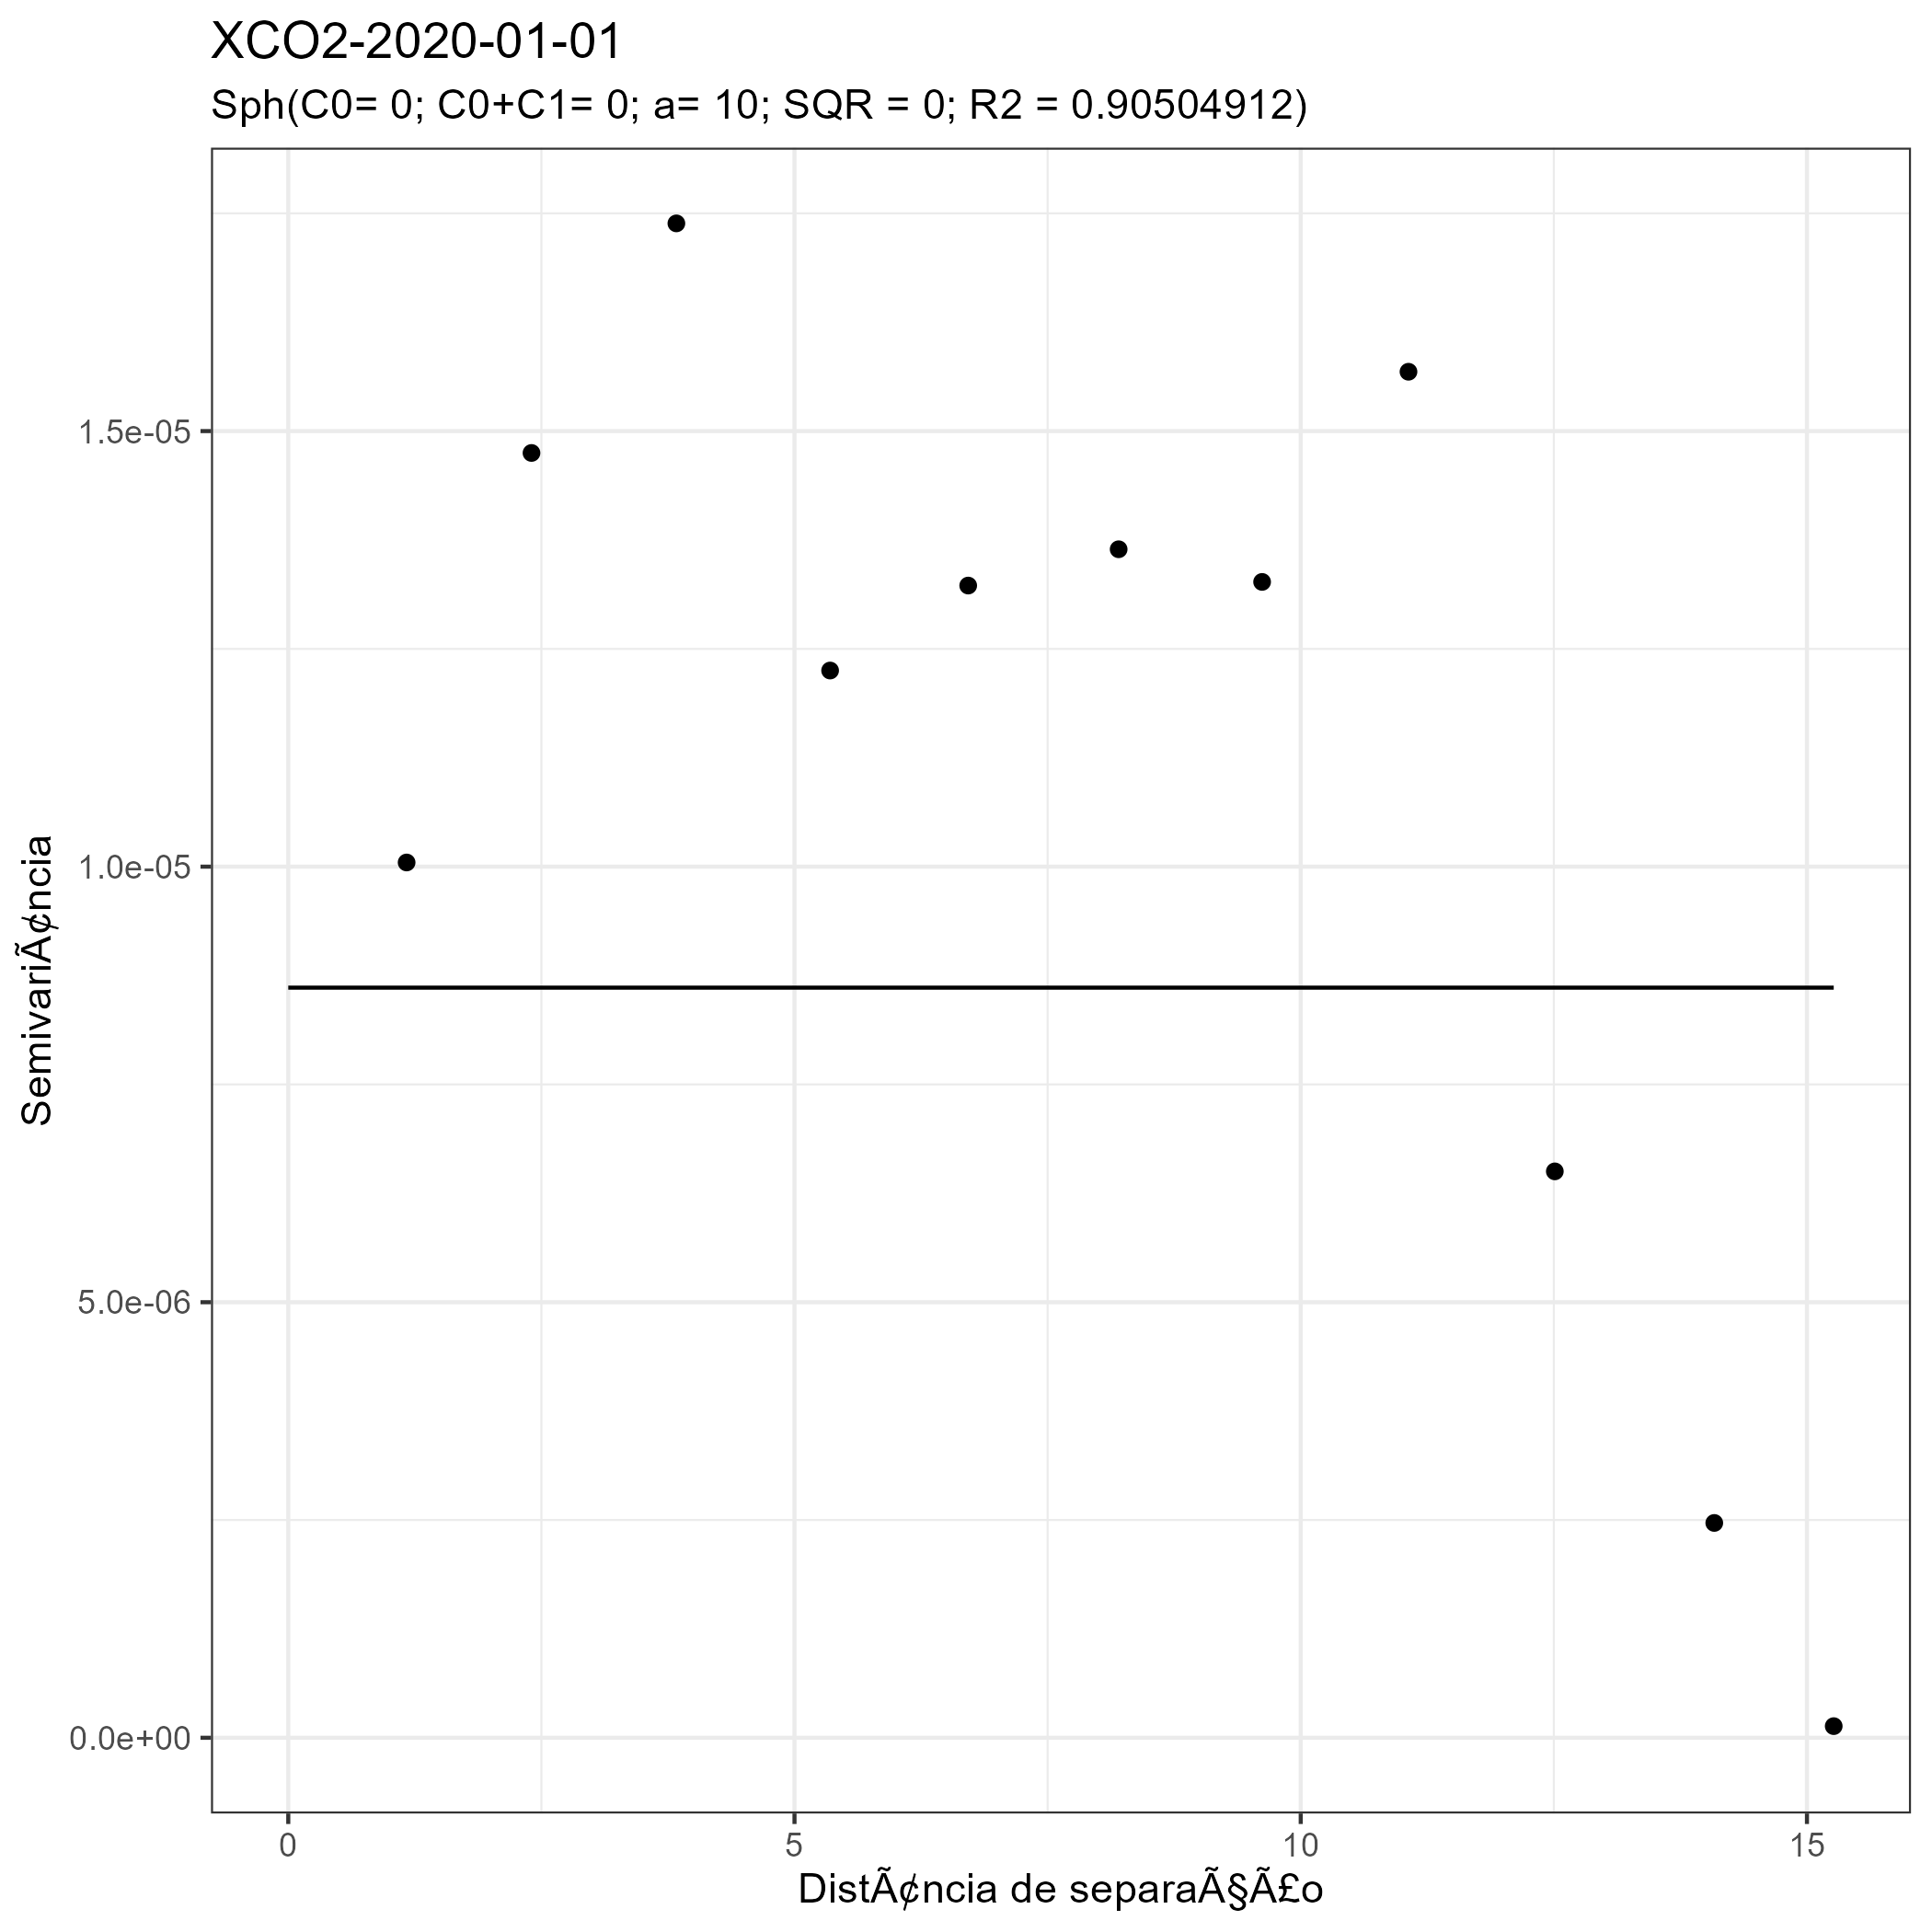 XCO2-2020-01-01
Sph(C0= 0; C0+C1= 0; a= 10; SQR = 0; R2 = 0.90504912)
SemivariÃ¢ncia
1.5e-05
1.0e-05
5.0e-06
0.0e+00
0 5 10 15
DistÃ¢ncia de separaÃ§Ã£o